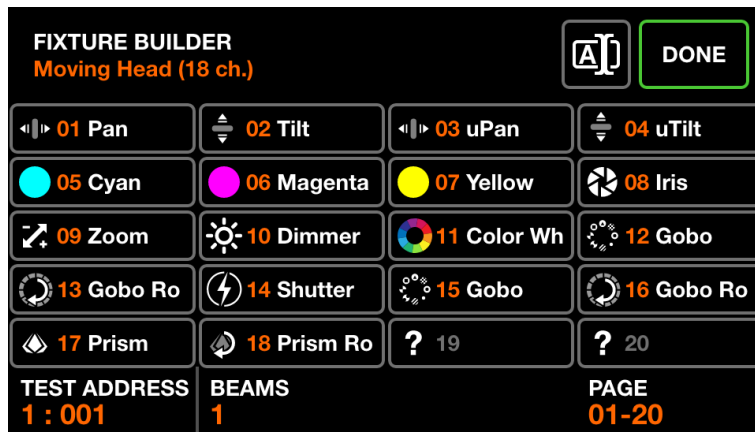 FIXTURE BUILDER
Moving Head (18 ch.)
A
DONE
01 Pan
02 Tilt
03 uPan
04 uTilt
05 Cyan
06 Magenta
07 Yellow
08 Iris
09 Zoom
10 Dimmer
11 Color Wh
12 Gobo
13 Gobo Ro
14 Shutter
15 Gobo
16 Gobo Ro
17 Prism
18 Prism Ro
? 19
? 20
TEST ADDRESS
1 : 001
BEAMS
1
PAGE
01-20